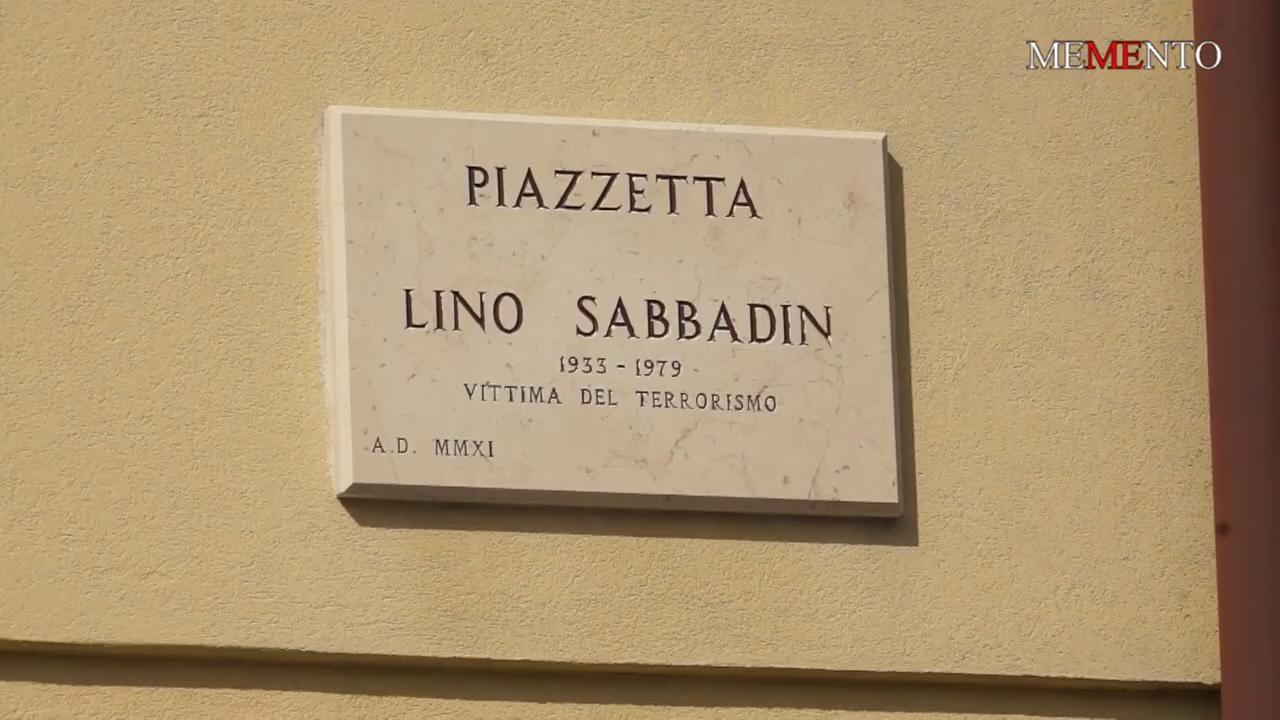 MEMENTO
PIAZZETTA
LINO SABBADIN
1933 - 1979
VITTIMA DEL TERRORISMO
A.D. MMXI